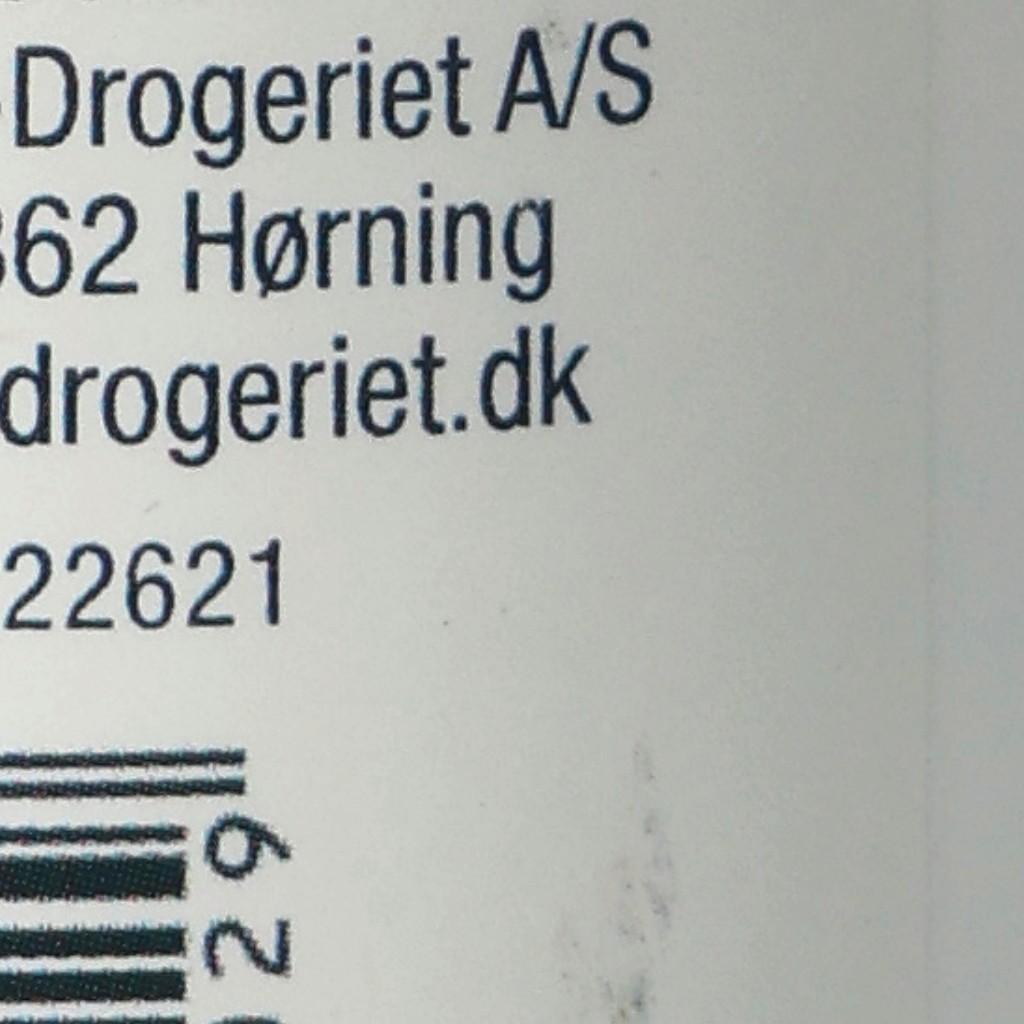 -Drogeriet A/S
362 Hørning
drogeriet.dk
22621
29